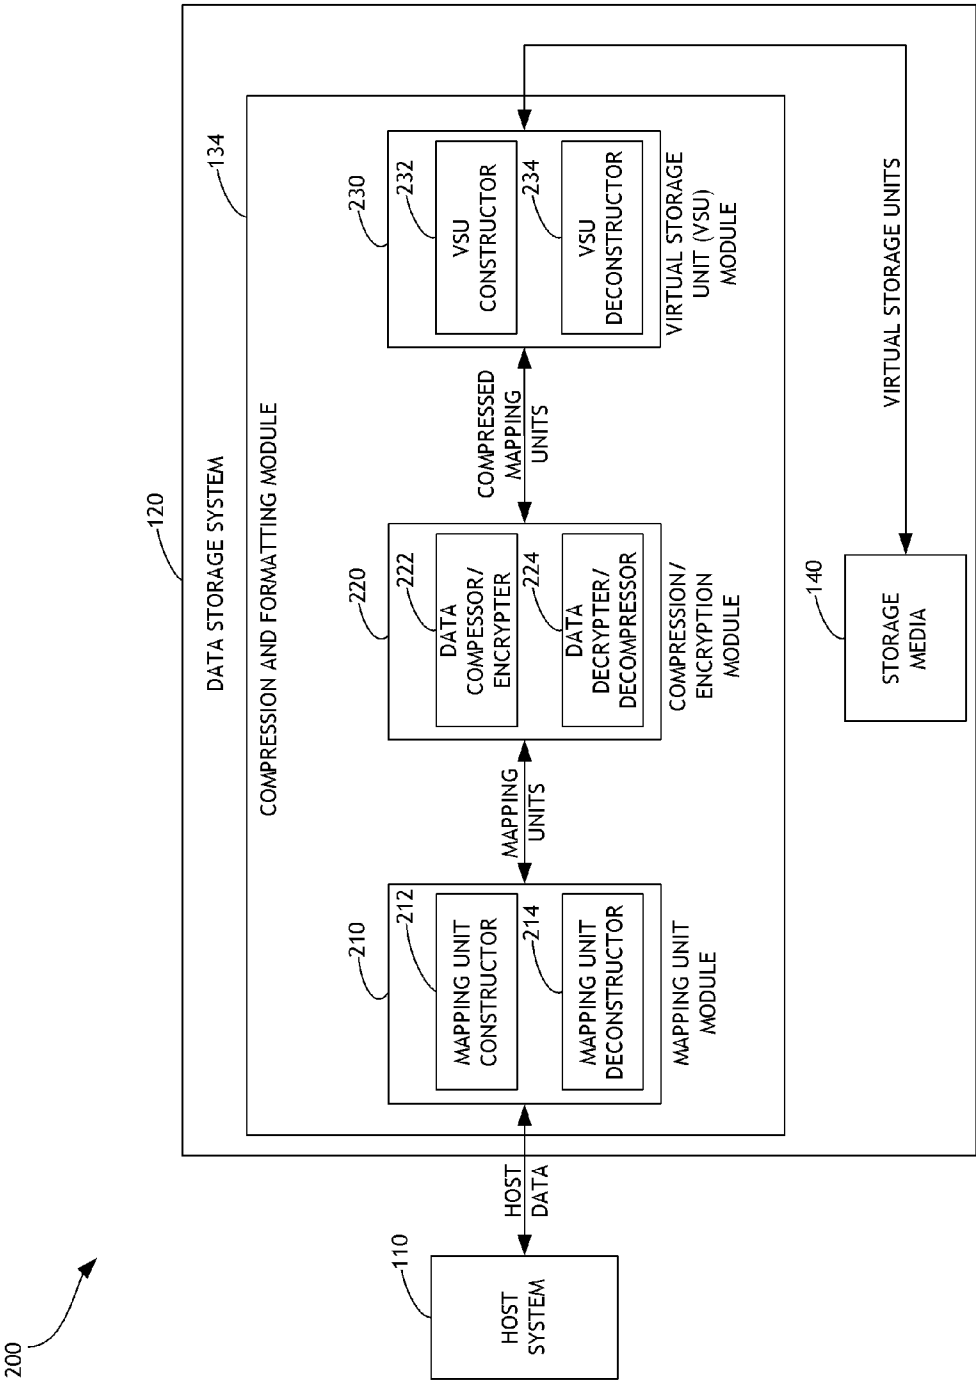 200
HOST
SYSTEM
110
HOST
DATA
DATA STORAGE SYSTEM
120
COMPRESSION AND FORMATTING MODULE
134
210
212
MAPPING UNIT
CONSTRUCTOR
214
MAPPING UNIT
DECONSTRUCTOR
MAPPING UNIT
MODULE
MAPPING
UNITS
220
222
DATA
COMPESSOR/
ENCRYPTER
224
DATA
DECRYPTER/
DECOMPRESSOR
COMPRESSION/
ENCRYPTION
MODULE
COMPRESSED
MAPPING
UNITS
230
232
VSU
CONSTRUCTOR
234
VSU
DECONSTRUCTOR
VIRTUAL STORAGE
UNIT (VSU)
MODULE
VIRTUAL STORAGE UNITS
140
STORAGE
MEDIA